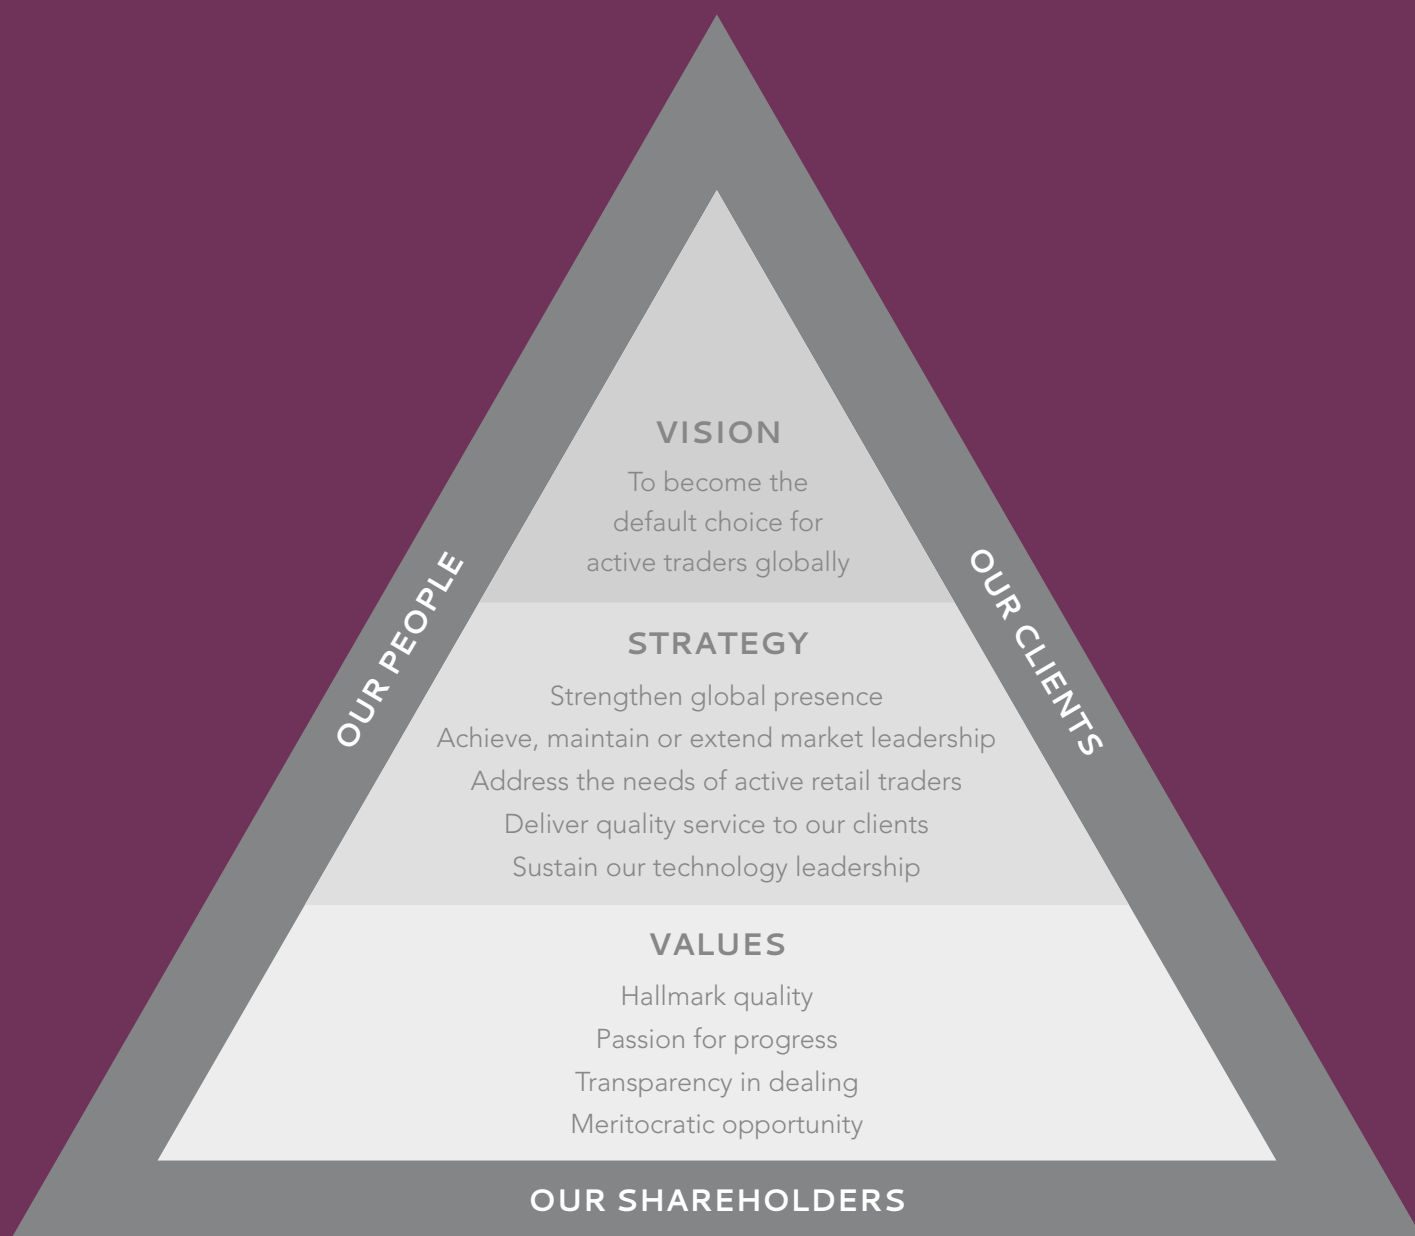 VISION
To become the
default choice for
active traders globally
OUR PEOPLE
OUR CLIENTS
STRATEGY
Strengthen global presence
Achieve, maintain or extend market leadership
Address the needs of active retail traders
Deliver quality service to our clients
Sustain our technology leadership
VALUES
Hallmark quality
Passion for progress
Transparency in dealing
Meritocratic opportunity
OUR SHAREHOLDERS